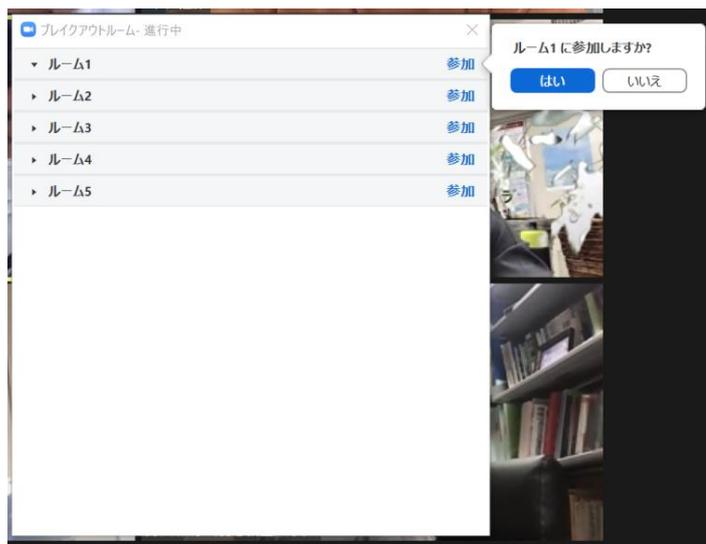 ブレイクアウトルーム- 進行中
ルーム1 参加
ルーム2 参加
ルーム3 参加
ルーム4 参加
ルーム5 参加
ルーム1 に参加しますか?
はい いいえ